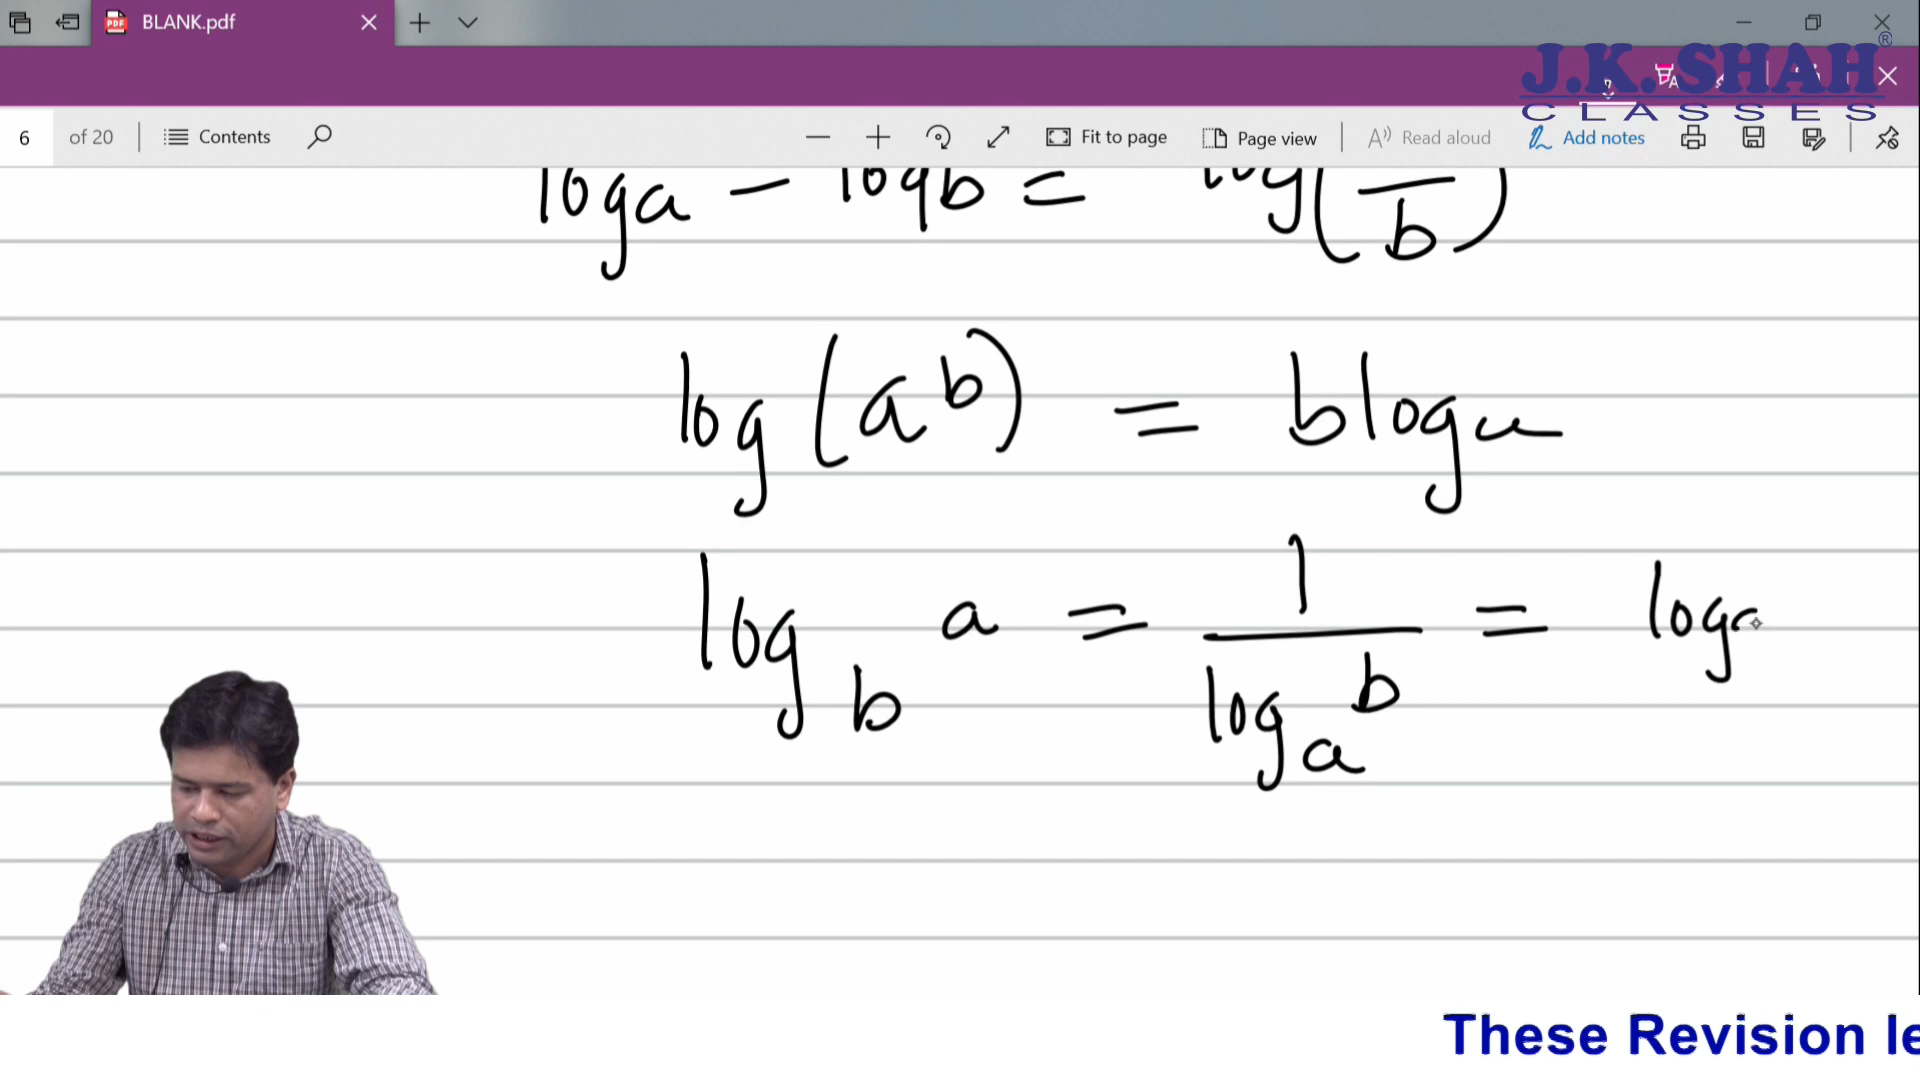 BLANK.pdf
J.K.SHAH®
CLASSES
6 of 20 Contents Fit to page Page view Read aloud Add notes
log a − log b = log( /b)
log(a^b) = b log a
log_b a = 1/log_a b = log a
These Revision le